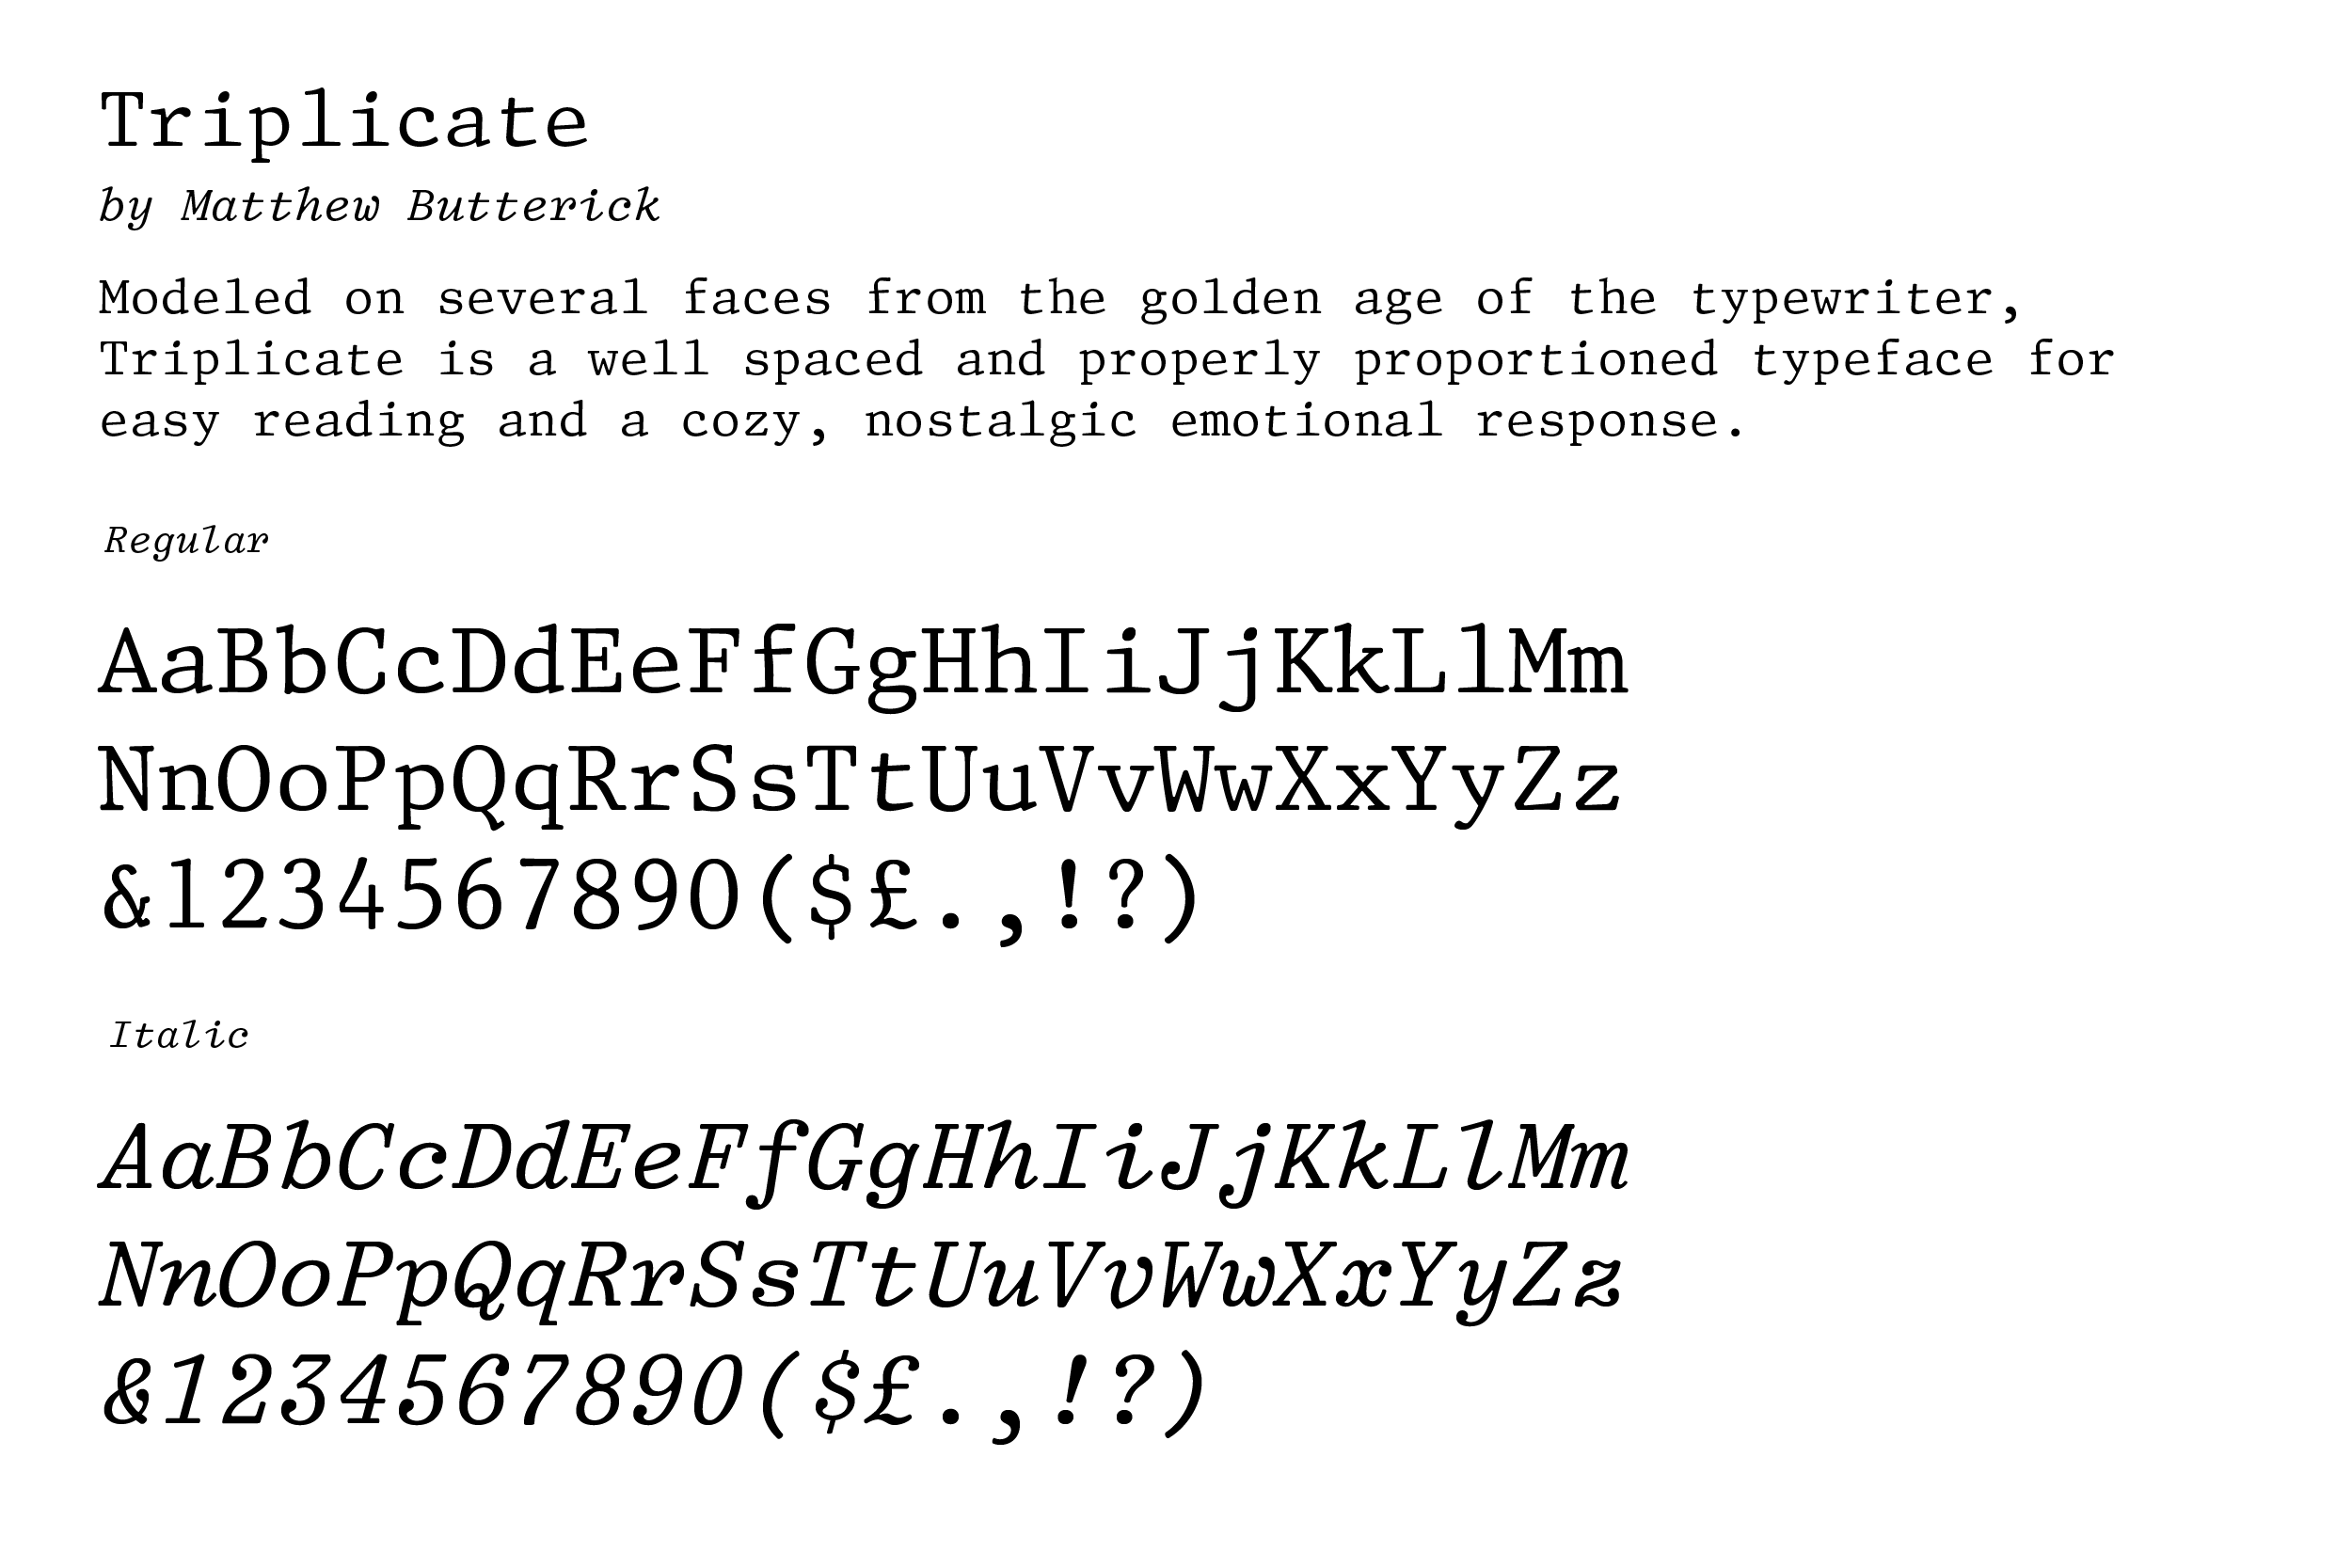 Triplicate
by Matthew Butterick
Modeled on several faces from the golden age of the typewriter,
Triplicate is a well spaced and properly proportioned typeface for
easy reading and a cozy, nostalgic emotional response.
Regular
AaBbCcDdEeFfGgHhIiJjKkLlMm
NnOoPpQqRrSsTtUuVvWwXxYyZz
&1234567890($£.,!?)
Italic
AaBbCcDdEeFfGgHhIiJjKkLlMm
NnOoPpQqRrSsTtUuVvWwXxYyZz
&1234567890($£.,!?)